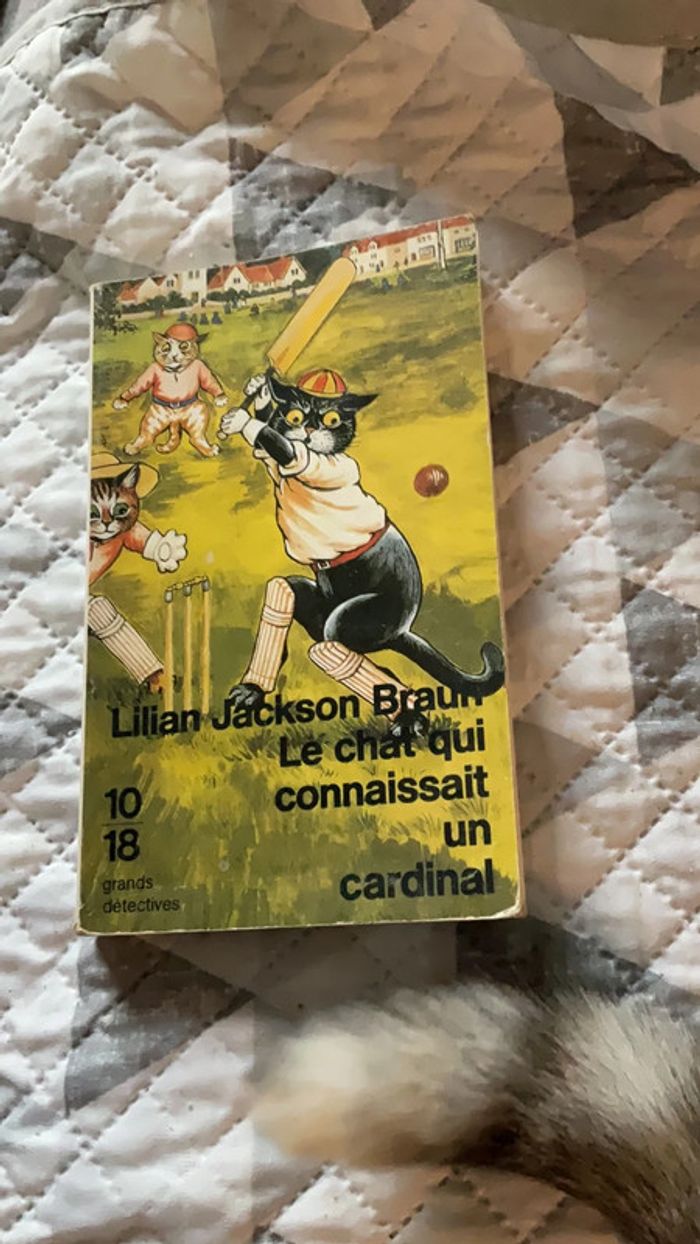 Lilian Jackson Braun
Le chat qui
connaissait
un
cardinal
10
18
grands
détectives